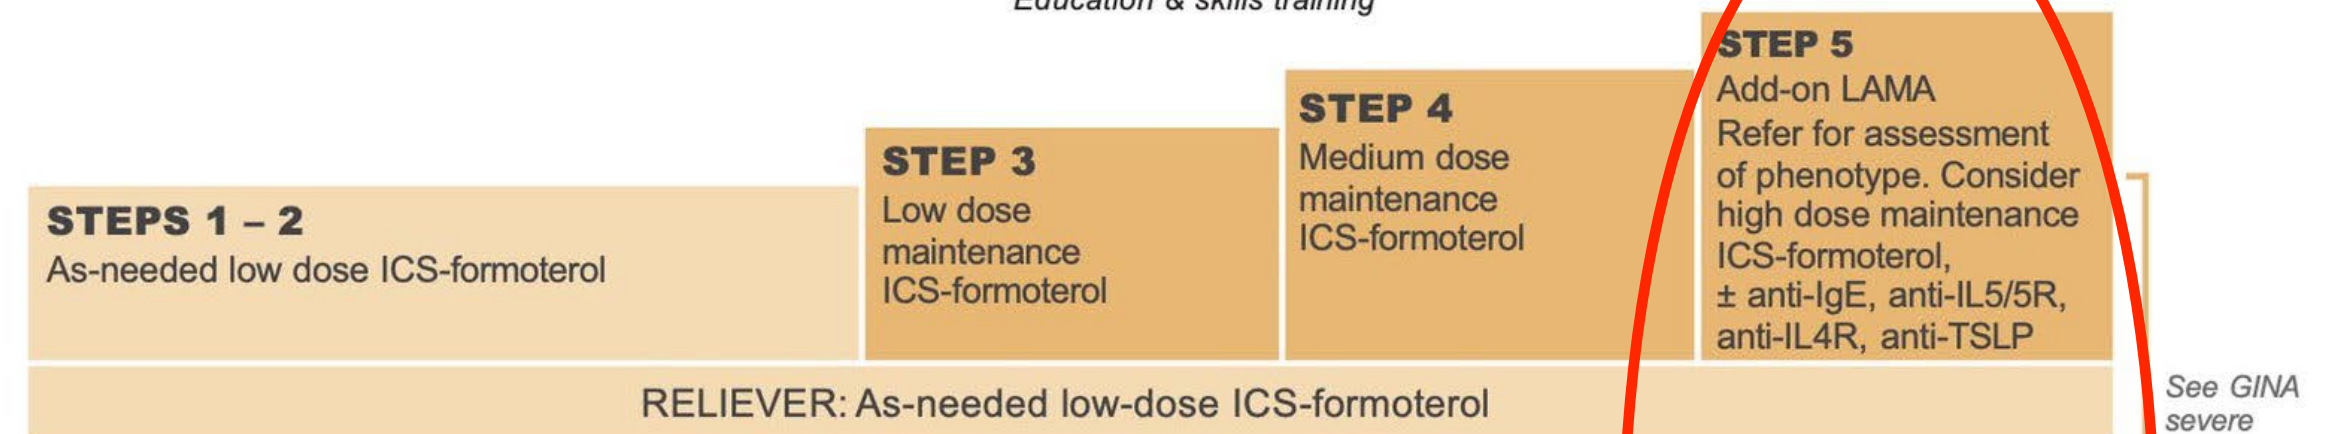 Education & skills training
STEPS 1 – 2
As-needed low dose ICS-formoterol
STEP 3
Low dose
maintenance
ICS-formoterol
STEP 4
Medium dose
maintenance
ICS-formoterol
STEP 5
Add-on LAMA
Refer for assessment
of phenotype. Consider
high dose maintenance
ICS-formoterol,
± anti-IgE, anti-IL5/5R,
anti-IL4R, anti-TSLP
RELIEVER: As-needed low-dose ICS-formoterol
See GINA
severe